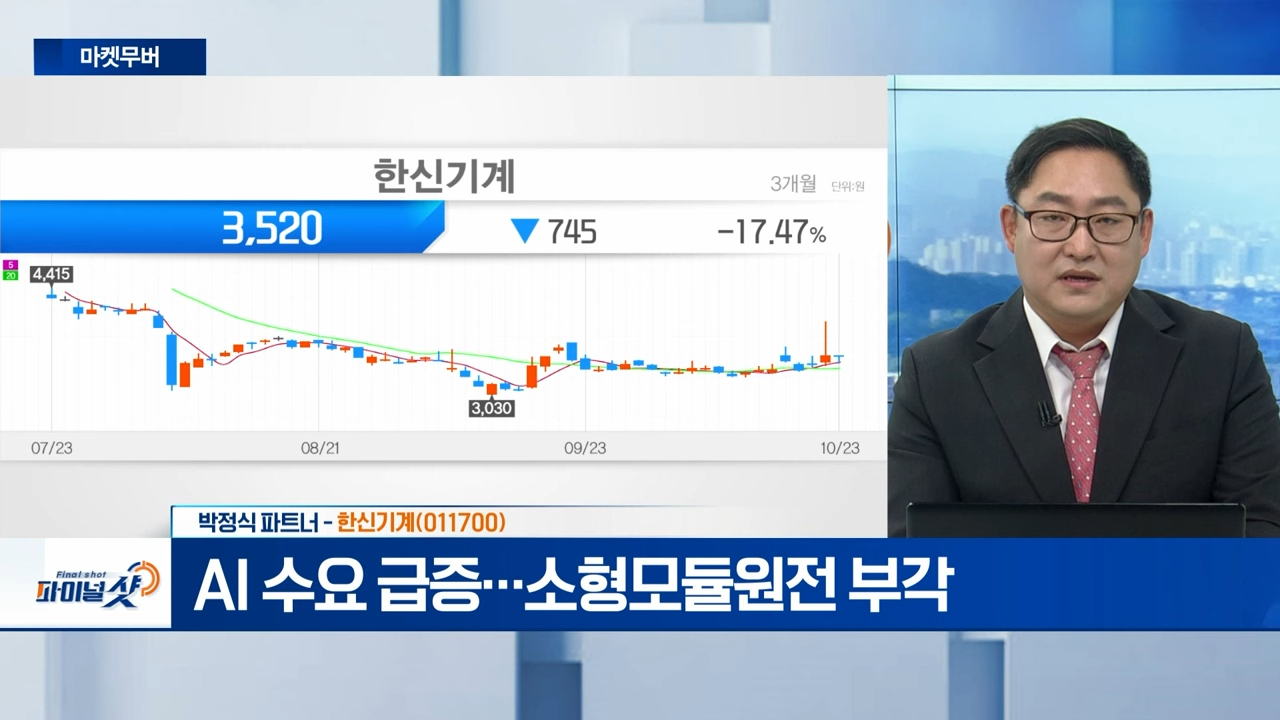 마켓무버
한신기계
3개월 단위:원
3,520 ▼ 745 -17.47%
5
20
4,415
3,030
07/23 08/21 09/23 10/23
박정식 파트너 - 한신기계(011700)
Final shot
파이널샷
AI 수요 급증…소형모듈원전 부각